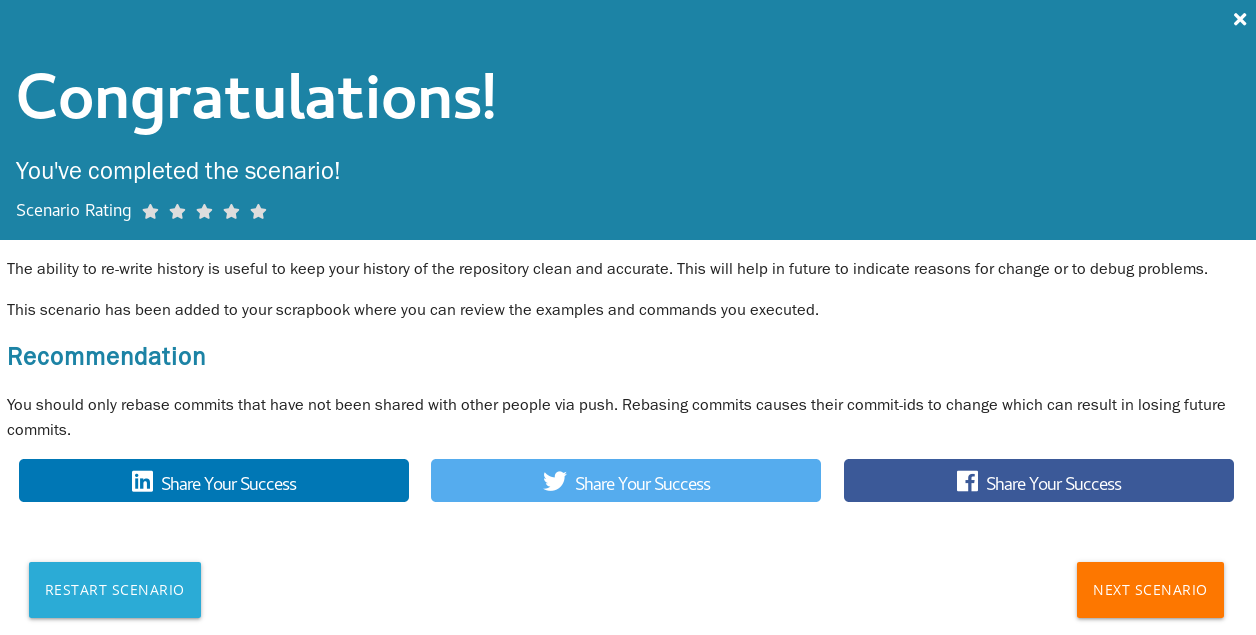 Congratulations!
You've completed the scenario!
Scenario Rating
The ability to re-write history is useful to keep your history of the repository clean and accurate. This will help in future to indicate reasons for change or to debug problems.
This scenario has been added to your scrapbook where you can review the examples and commands you executed.
Recommendation
You should only rebase commits that have not been shared with other people via push. Rebasing commits causes their commit-ids to change which can result in losing future
commits.
Share Your Success
Share Your Success
Share Your Success
RESTART SCENARIO
NEXT SCENARIO